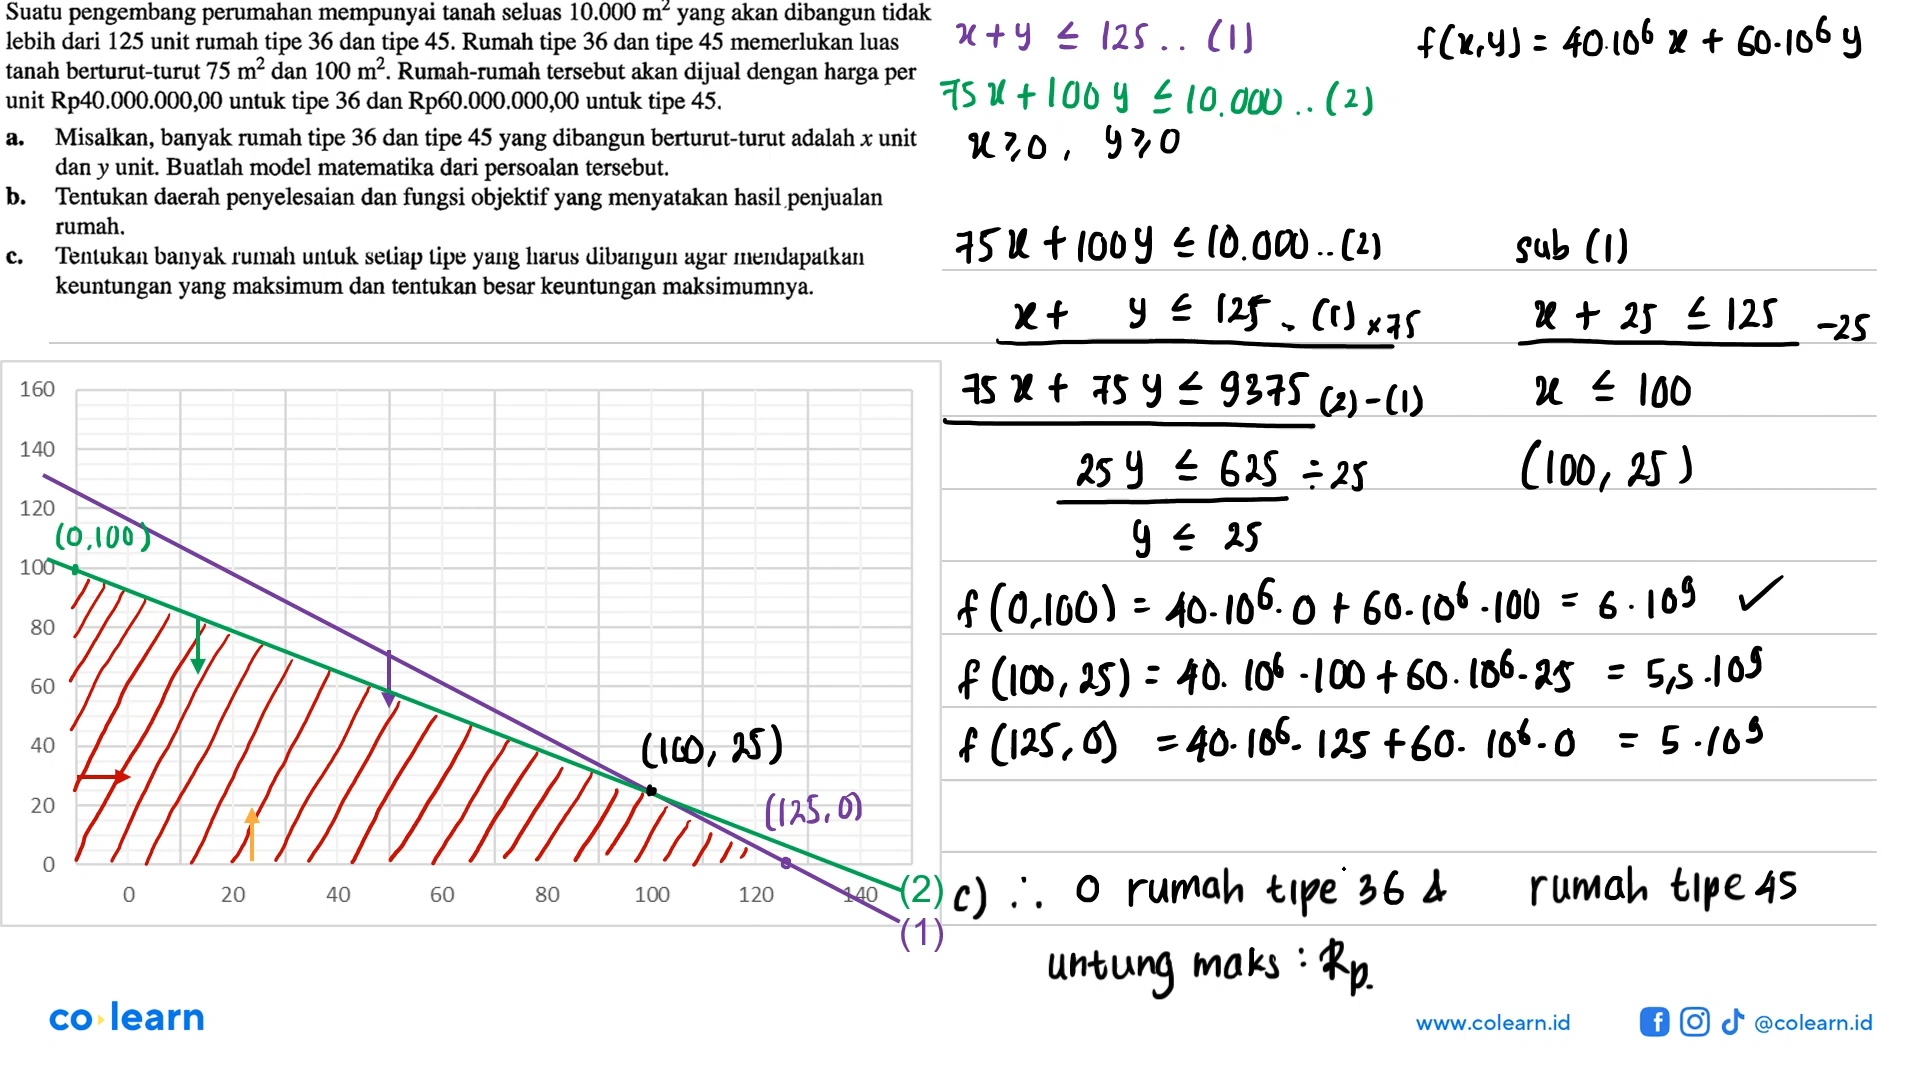 Suatu pengembang perumahan mempunyai tanah seluas 10.000 m² yang akan dibangun tidak
lebih dari 125 unit rumah tipe 36 dan tipe 45. Rumah tipe 36 dan tipe 45 memerlukan luas
tanah berturut-turut 75 m² dan 100 m². Rumah-rumah tersebut akan dijual dengan harga per
unit Rp40.000.000,00 untuk tipe 36 dan Rp60.000.000,00 untuk tipe 45.
a. Misalkan, banyak rumah tipe 36 dan tipe 45 yang dibangun berturut-turut adalah x unit
dan y unit. Buatlah model matematika dari persoalan tersebut.
b. Tentukan daerah penyelesaian dan fungsi objektif yang menyatakan hasil penjualan
rumah.
c. Tentukan banyak rumah untuk setiap tipe yang harus dibangun agar mendapatkan
keuntungan yang maksimum dan tentukan besar keuntungan maksimumnya.
x + y ≤ 125 .. (1)
f(x,y) = 40.10⁶ x + 60.10⁶ y
75x + 100y ≤ 10.000 .. (2)
x ≥ 0 , y ≥ 0
75x + 100y ≤ 10.000 .. (2)
x + y ≤ 125 .. (1) ×75
75x + 75y ≤ 9375 (2) - (1)
25y ≤ 625 ÷ 25
y ≤ 25
sub (1)
x + 25 ≤ 125 -25
x ≤ 100
(100, 25)
f(0,100) = 40.10⁶.0 + 60.10⁶.100 = 6.10⁹ ✓
f(100, 25) = 40.10⁶.100 + 60.10⁶.25 = 5,5.10⁹
f(125, 0) = 40.10⁶.125 + 60.10⁶.0 = 5.10⁹
c) ∴ 0 rumah tipe 36 & rumah tipe 45
untung maks : Rp.
160
140
120
100
80
60
40
20
0
(0,100)
(100, 25)
(125,0)
0 20 40 60 80 100 120 140
(2)
(1)
co learn
www.colearn.id
@colearn.id